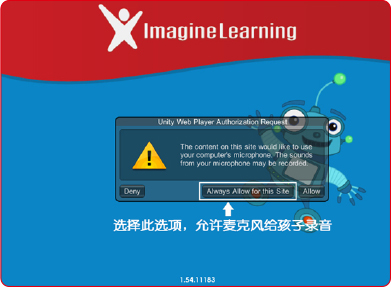 Imagine Learning
Unity Web Player Authorization Request
The content on this site would like to use
your computer's microphone. The sounds
from your microphone may be recorded.
Deny
Always Allow for this Site
Allow
选择此选项，允许麦克风给孩子录音
1.54.11183